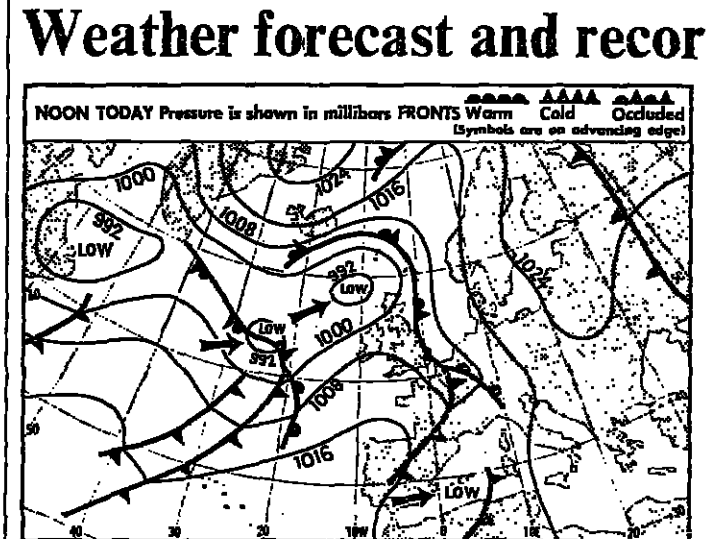 Weather forecast and recor
NOON TODAY Pressure is shown in millibars FRONTS Warm Cold Occluded
(Symbols are on advancing edge)
1000
1024
1016
1008
992
LOW
992
LOW
1024
LOW
992
1000
1008
50
1016
LOW
40 30 20 10W 0 10E 20